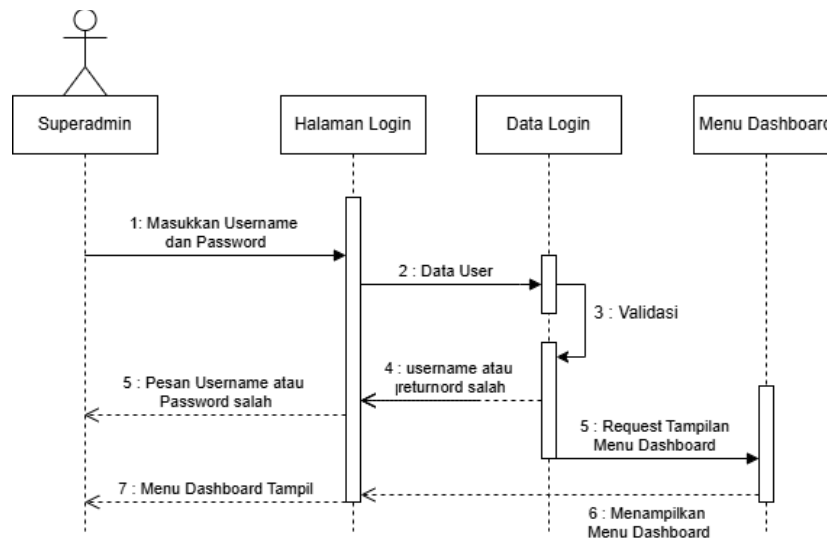 Superadmin
Halaman Login
Data Login
Menu Dashboard
1: Masukkan Username
dan Password
2 : Data User
3 : Validasi
4 : username atau
salah
5 : Pesan Username atau
Password salah
5 : Request Tampilan
Menu Dashboard
7 : Menu Dashboard Tampil
6 : Menampilkan
Menu Dashboard